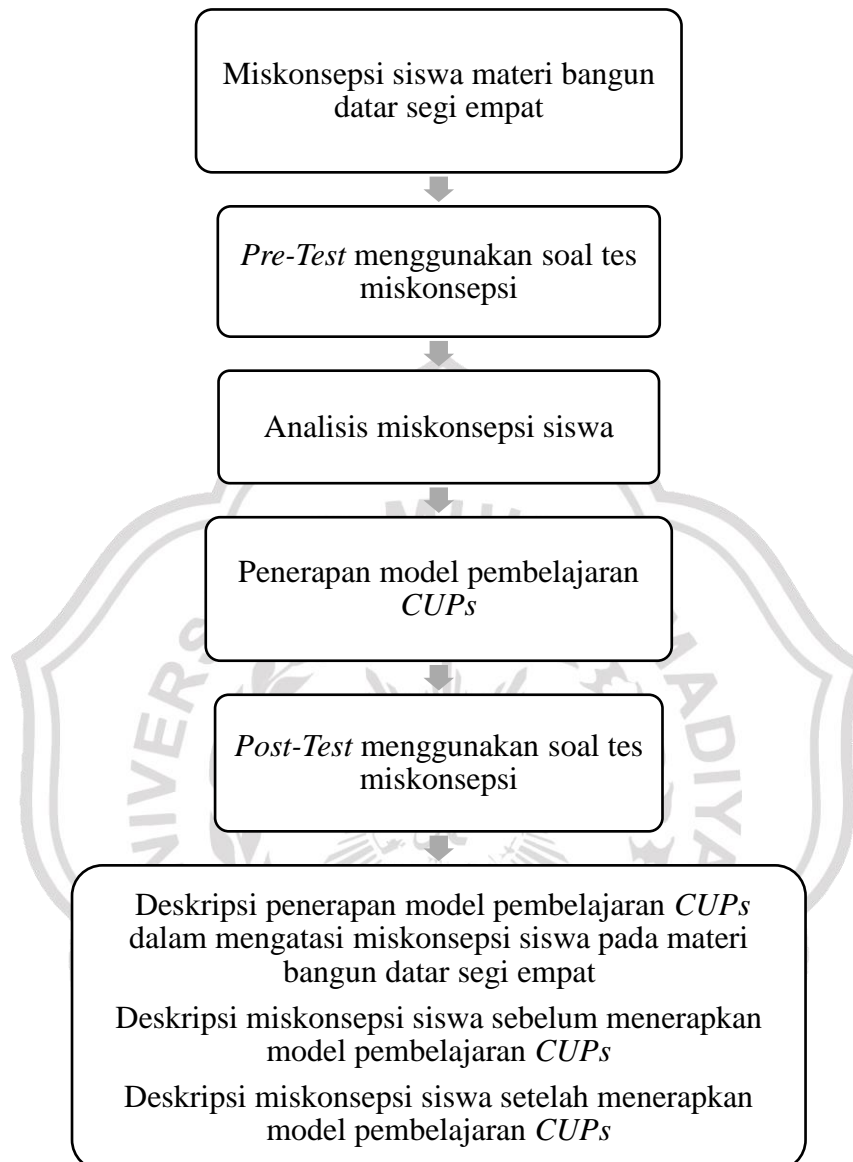 Miskonsepsi siswa materi bangun
datar segi empat
Pre-Test menggunakan soal tes
miskonsepsi
Analisis miskonsepsi siswa
Penerapan model pembelajaran
CUPs
Post-Test menggunakan soal tes
miskonsepsi
Deskripsi penerapan model pembelajaran CUPs
dalam mengatasi miskonsepsi siswa pada materi
bangun datar segi empat
Deskripsi miskonsepsi siswa sebelum menerapkan
model pembelajaran CUPs
Deskripsi miskonsepsi siswa setelah menerapkan
model pembelajaran CUPs